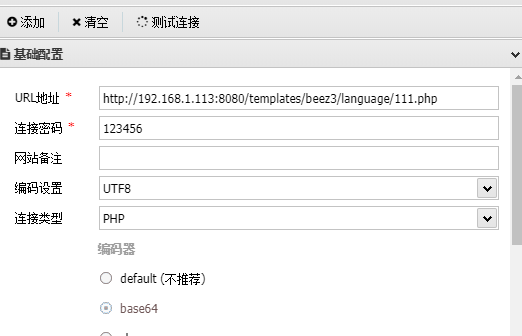 添加 清空 测试连接
基础配置
URL地址 * http://192.168.1.113:8080/templates/beez3/language/111.php
连接密码 * 123456
网站备注
编码设置 UTF8
连接类型 PHP
编码器
default (不推荐)
base64